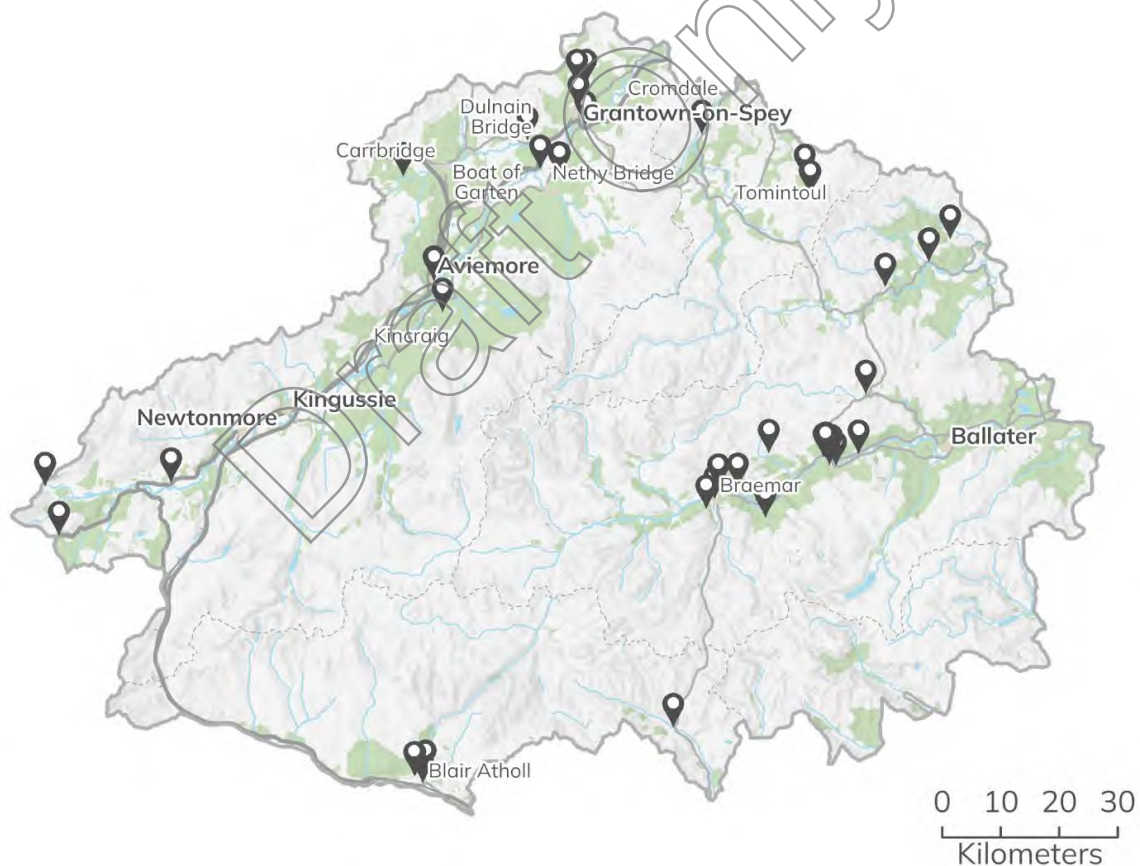 Draft Only
Cromdale
Dulnain
Bridge
Grantown-on-Spey
Carrbridge
Boat of
Garten
Nethy Bridge
Tomintoul
Aviemore
Kincraig
Kingussie
Newtonmore
Ballater
Braemar
Blair Atholl
0 10 20 30
Kilometers